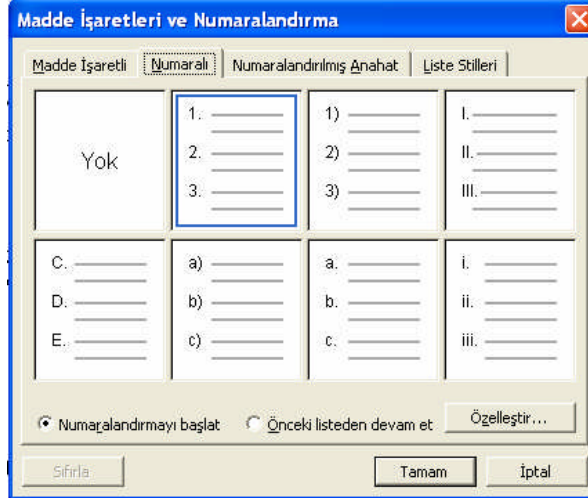 Madde İşaretleri ve Numaralandırma
Madde İşaretli Numaralı Numaralandırılmış Anahat Liste Stilleri
Yok
1.
2.
3.
1)
2)
3)
I.
II.
III.
C.
D.
E.
a)
b)
c)
a.
b.
c.
i.
ii.
iii.
Numaralandırmayı başlat Önceki listeden devam et Özelleştir...
Sıfırla Tamam İptal